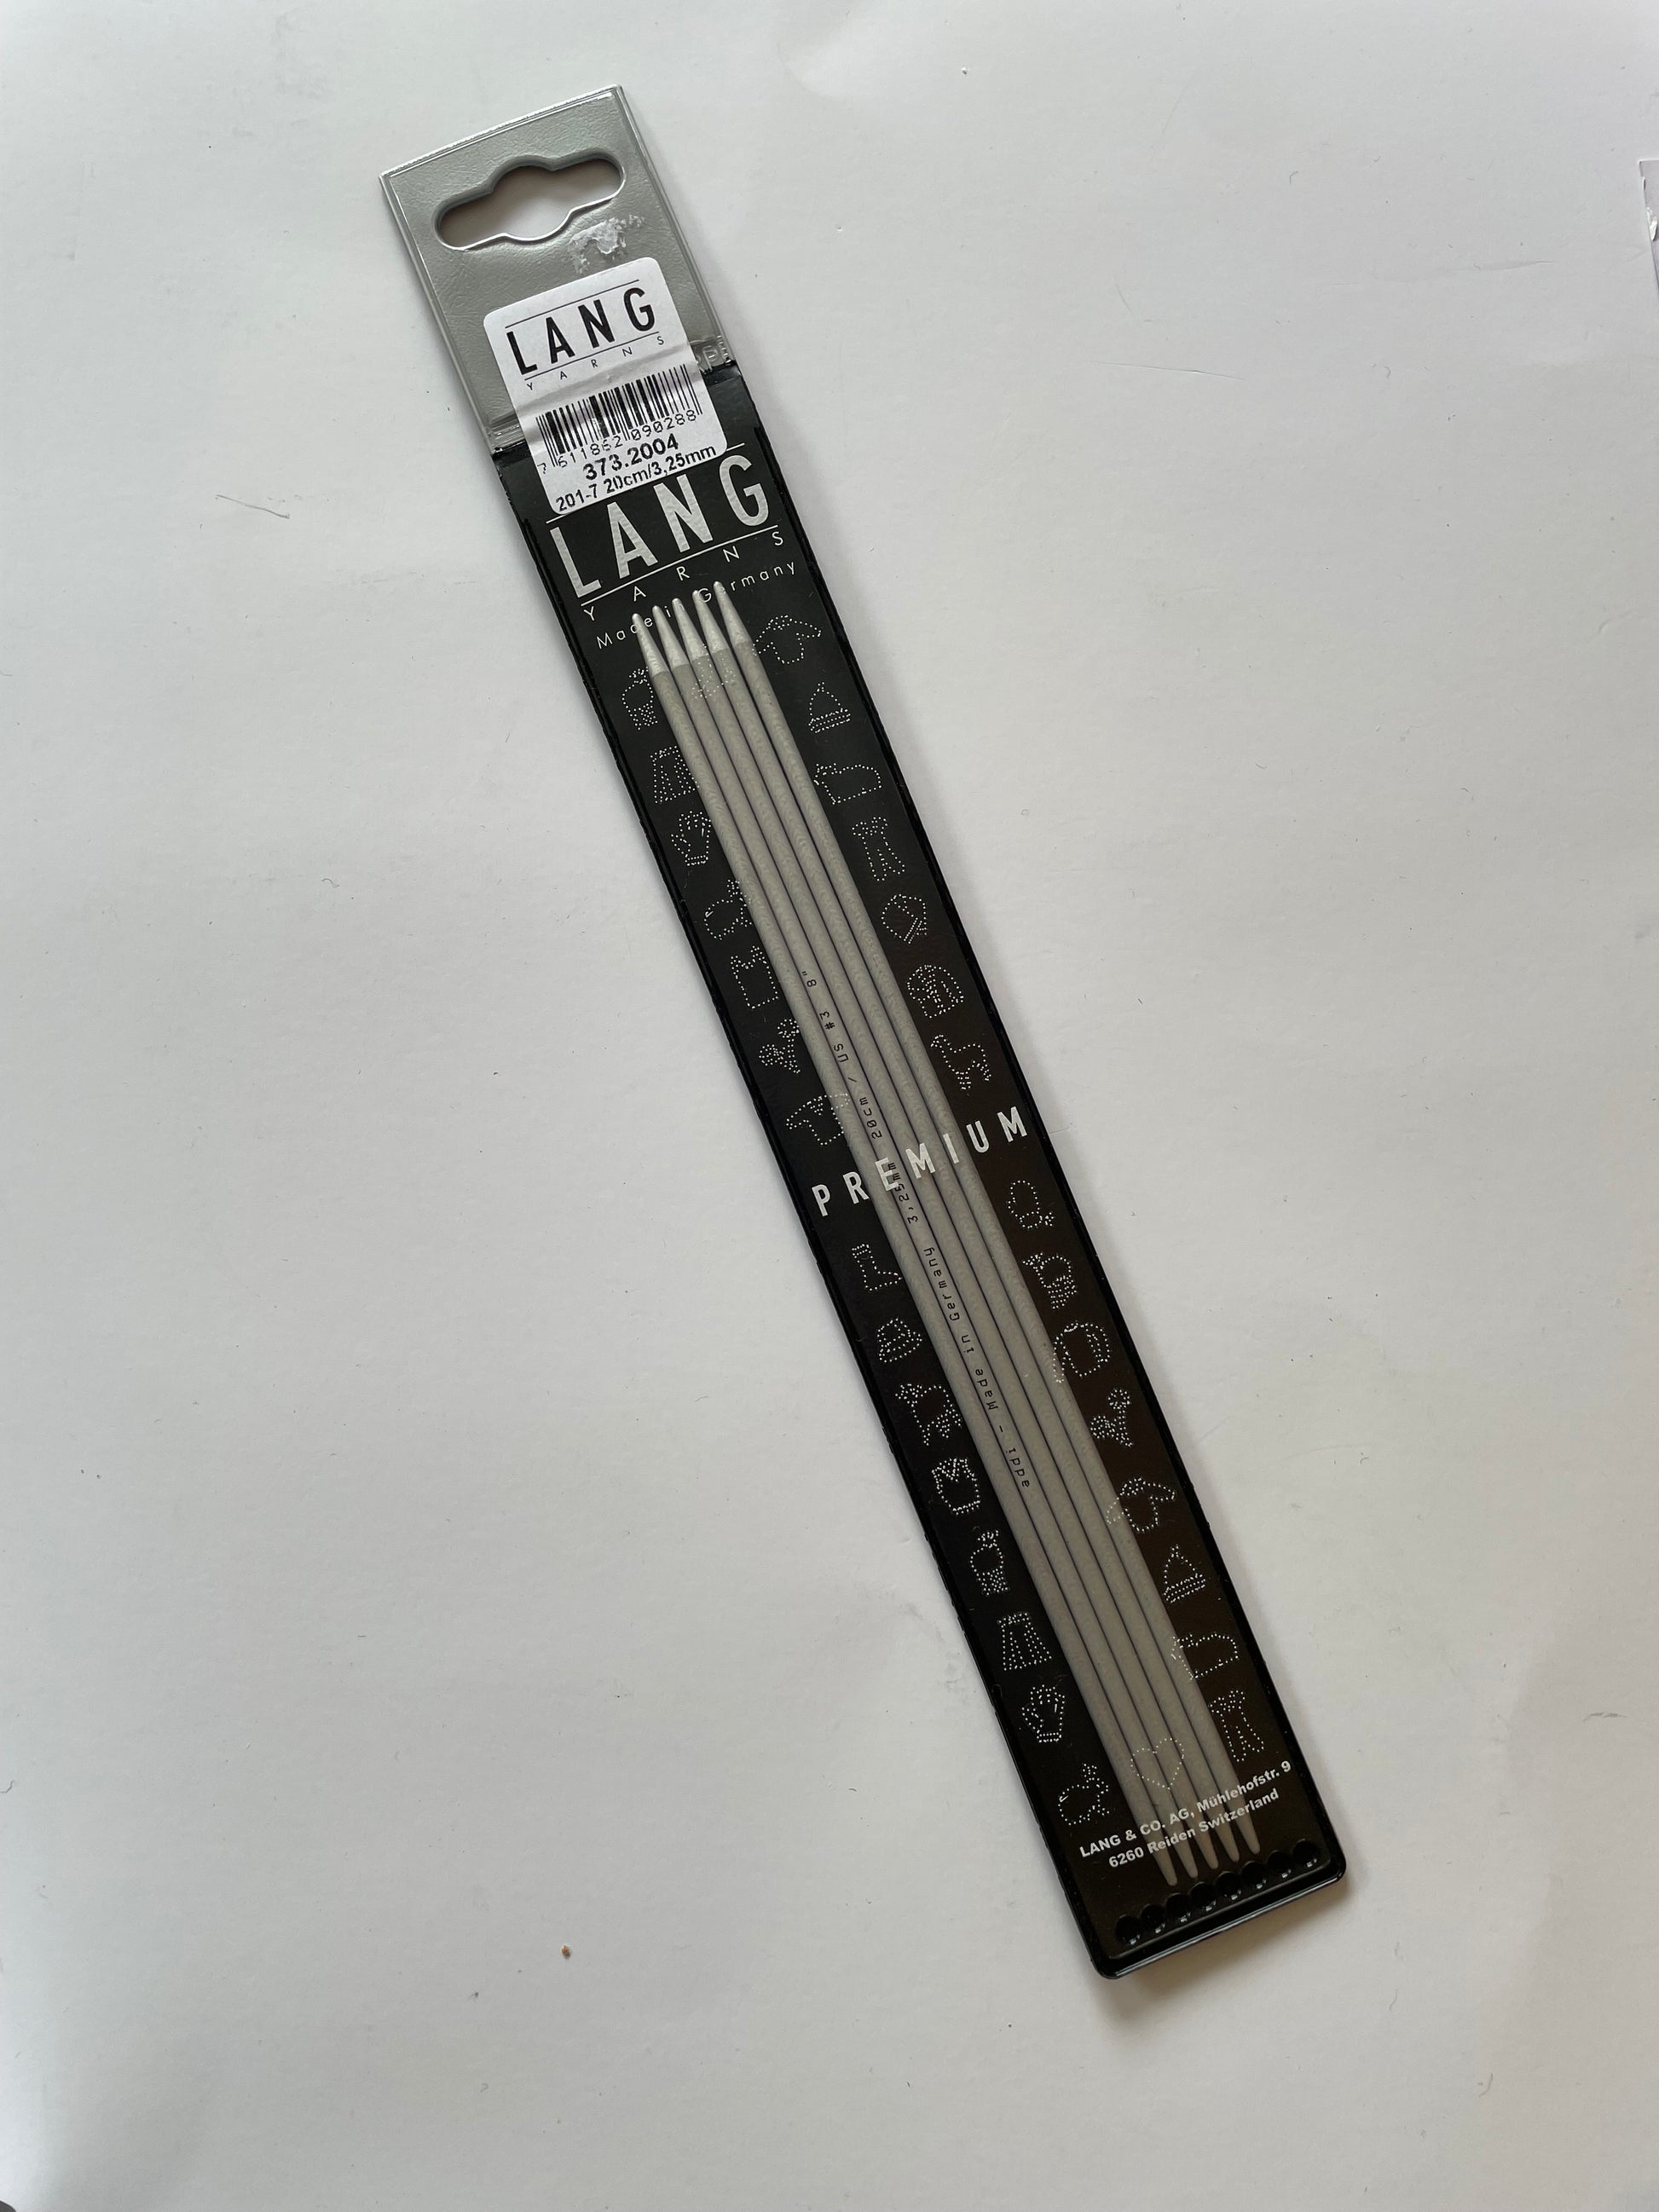 LANG
YARNS
7 611862 090288
373.2004
201-7 20cm/3,25mm
LANG
YARNS
Made in Germany
PREMIUM
addi - Made in Germany 3,25mm 20cm / US #3 8"
LANG & CO. AG, Mühlehofstr. 9
6260 Reiden Switzerland